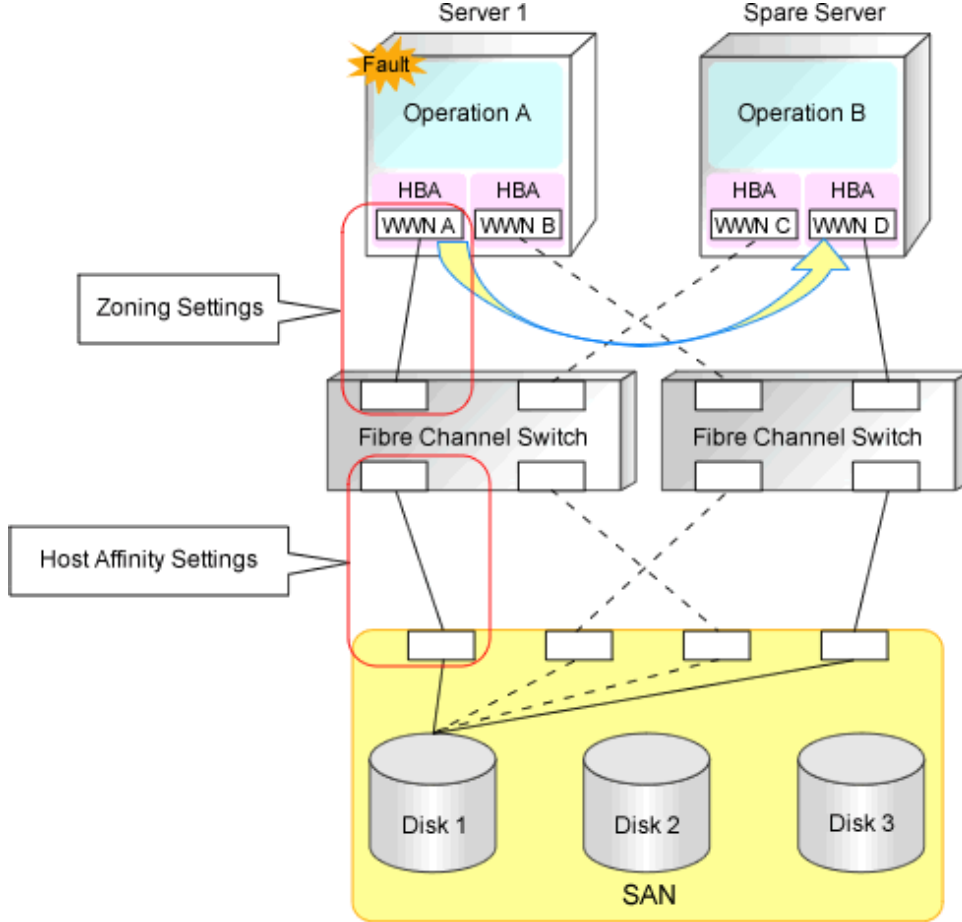 Server 1
Spare Server
Fault
Operation A
Operation B
HBA
HBA
HBA
HBA
WWN A
WWN B
WWN C
WWN D
Zoning Settings
Fibre Channel Switch
Fibre Channel Switch
Host Affinity Settings
Disk 1
Disk 2
Disk 3
SAN